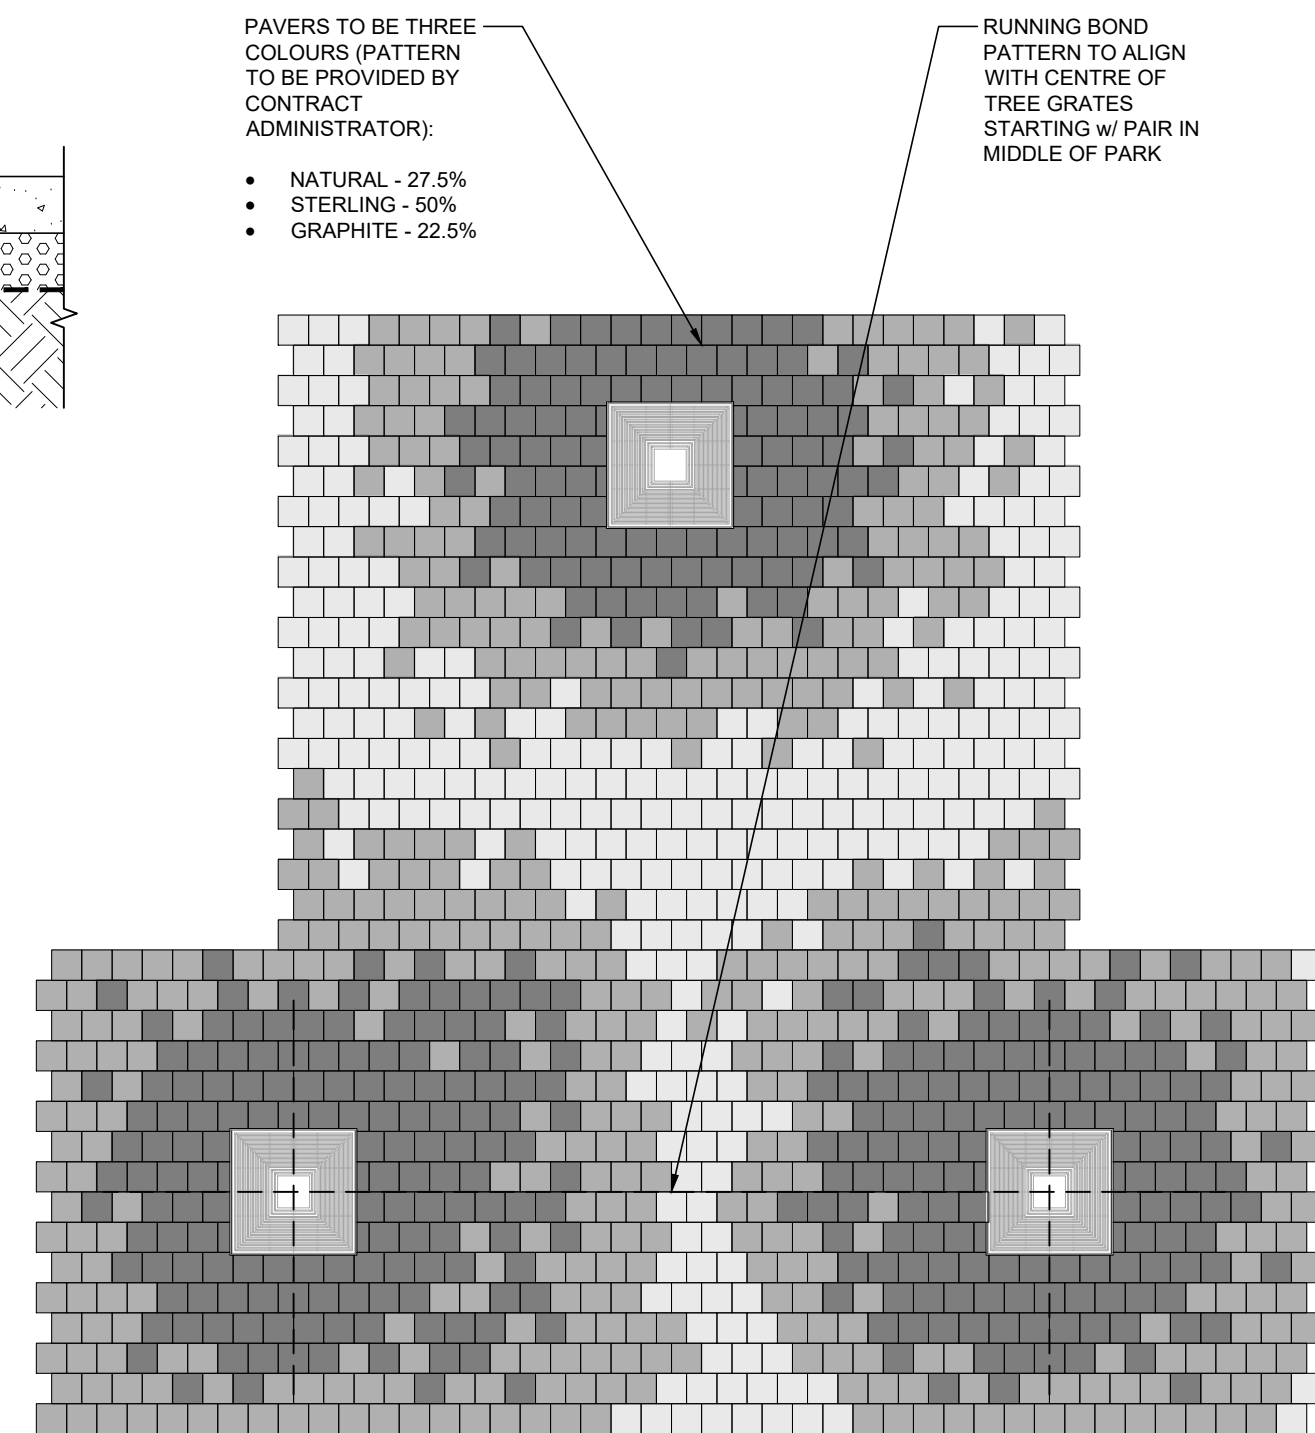 PAVERS TO BE THREE
COLOURS (PATTERN
TO BE PROVIDED BY
CONTRACT
ADMINISTRATOR):
• NATURAL - 27.5%
• STERLING - 50%
• GRAPHITE - 22.5%
RUNNING BOND
PATTERN TO ALIGN
WITH CENTRE OF
TREE GRATES
STARTING w/ PAIR IN
MIDDLE OF PARK